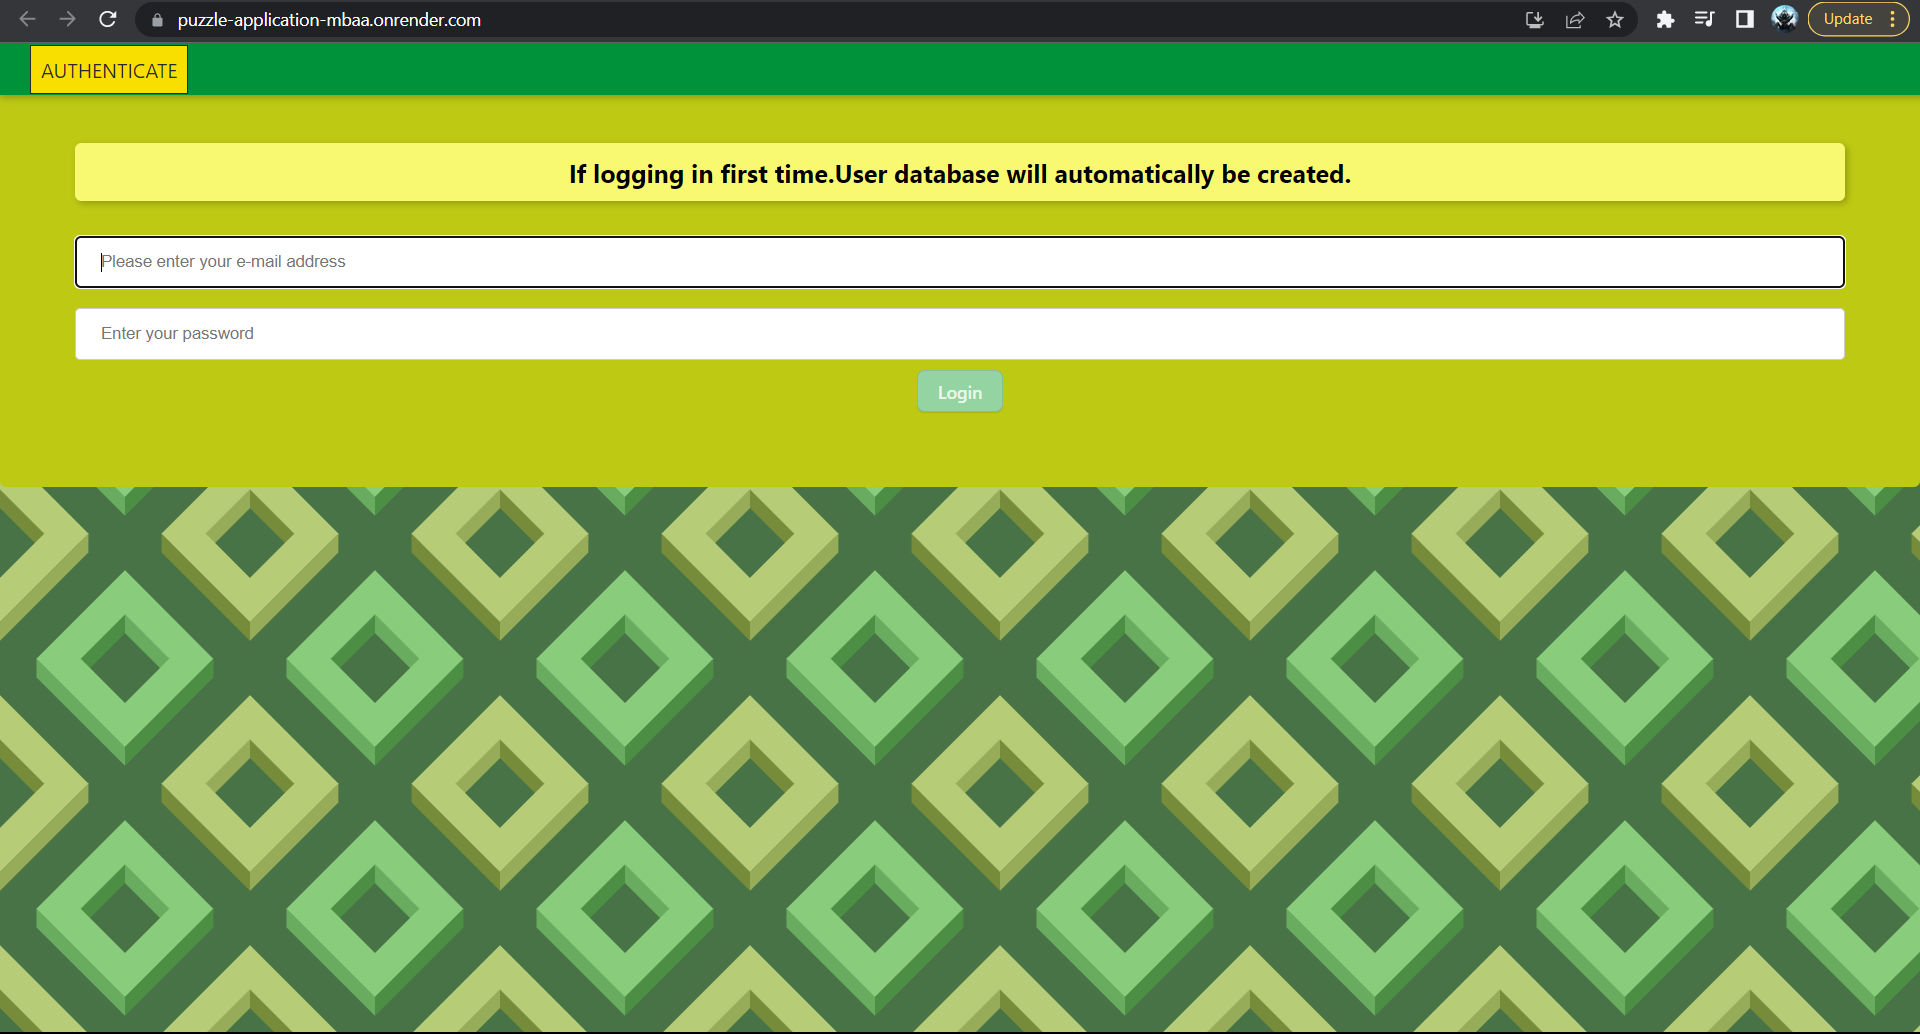 puzzle-application-mbaa.onrender.com
Update
AUTHENTICATE
If logging in first time.User database will automatically be created.
Please enter your e-mail address
Enter your password
Login